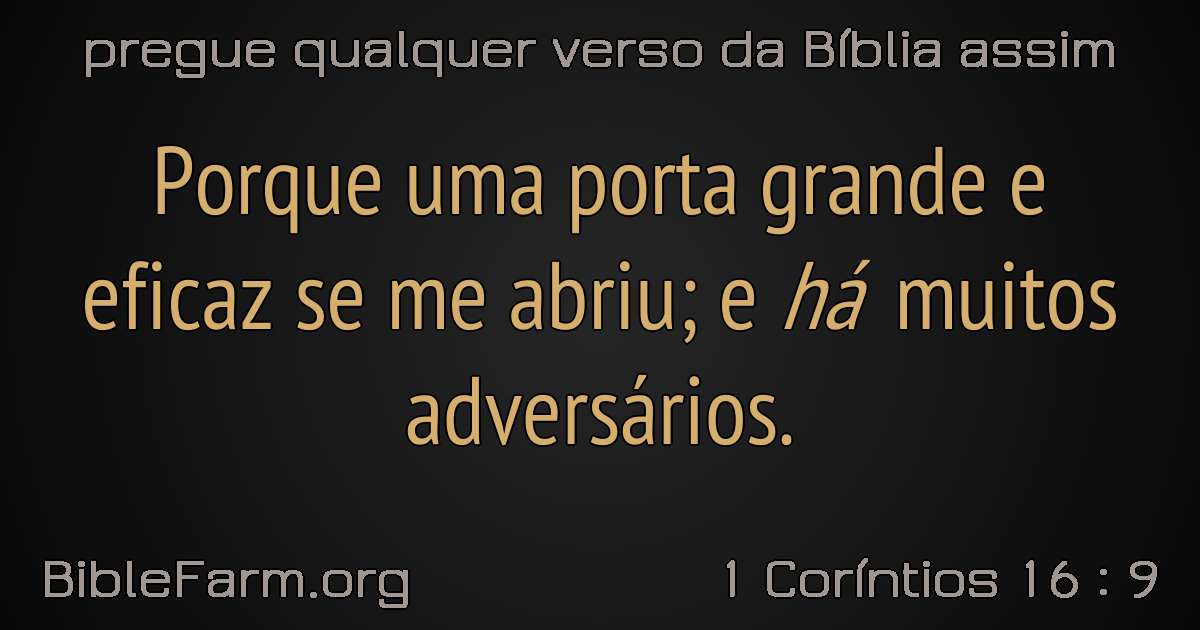 pregue qualquer verso da Bíblia assim
Porque uma porta grande e
eficaz se me abriu; e há muitos
adversários.
BibleFarm.org
1 Coríntios 16 : 9